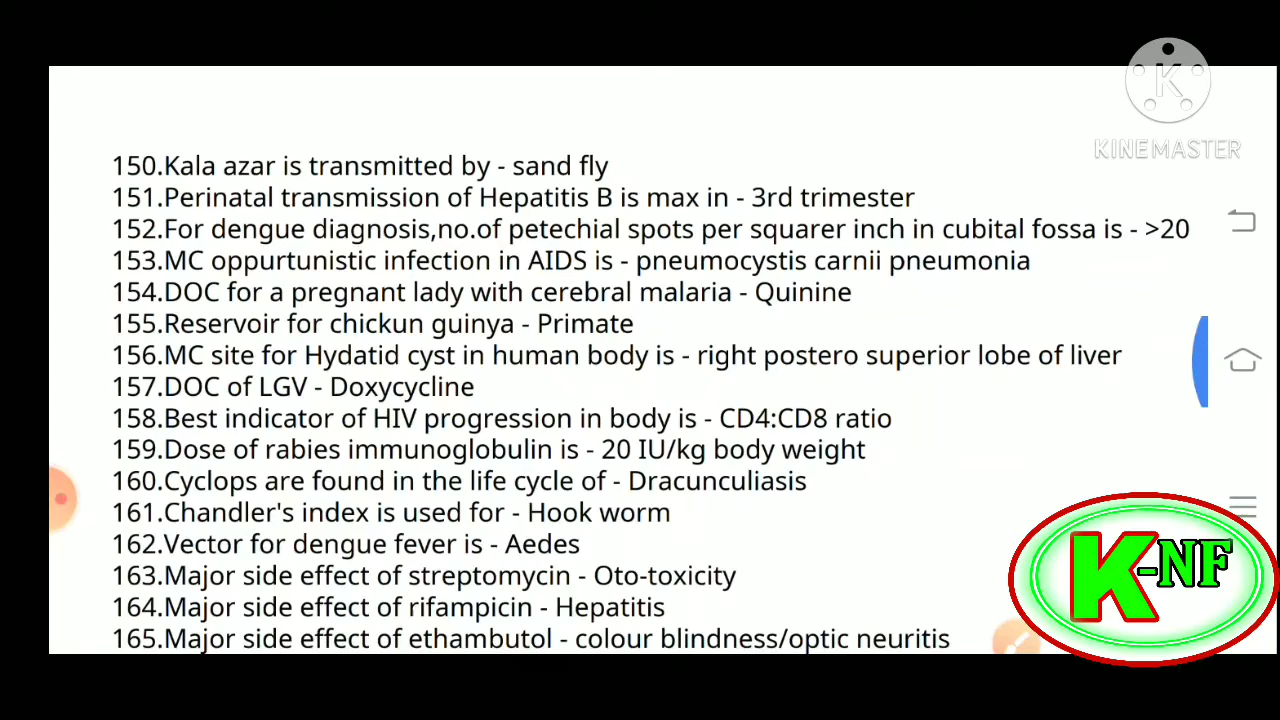 K
KINEMASTER
150.Kala azar is transmitted by - sand fly
151.Perinatal transmission of Hepatitis B is max in - 3rd trimester
152.For dengue diagnosis,no.of petechial spots per squarer inch in cubital fossa is - >20
153.MC oppurtunistic infection in AIDS is - pneumocystis carnii pneumonia
154.DOC for a pregnant lady with cerebral malaria - Quinine
155.Reservoir for chickun guinya - Primate
156.MC site for Hydatid cyst in human body is - right postero superior lobe of liver
157.DOC of LGV - Doxycycline
158.Best indicator of HIV progression in body is - CD4:CD8 ratio
159.Dose of rabies immunoglobulin is - 20 IU/kg body weight
160.Cyclops are found in the life cycle of - Dracunculiasis
161.Chandler's index is used for - Hook worm
162.Vector for dengue fever is - Aedes
163.Major side effect of streptomycin - Oto-toxicity
164.Major side effect of rifampicin - Hepatitis
165.Major side effect of ethambutol - colour blindness/optic neuritis
K-NF